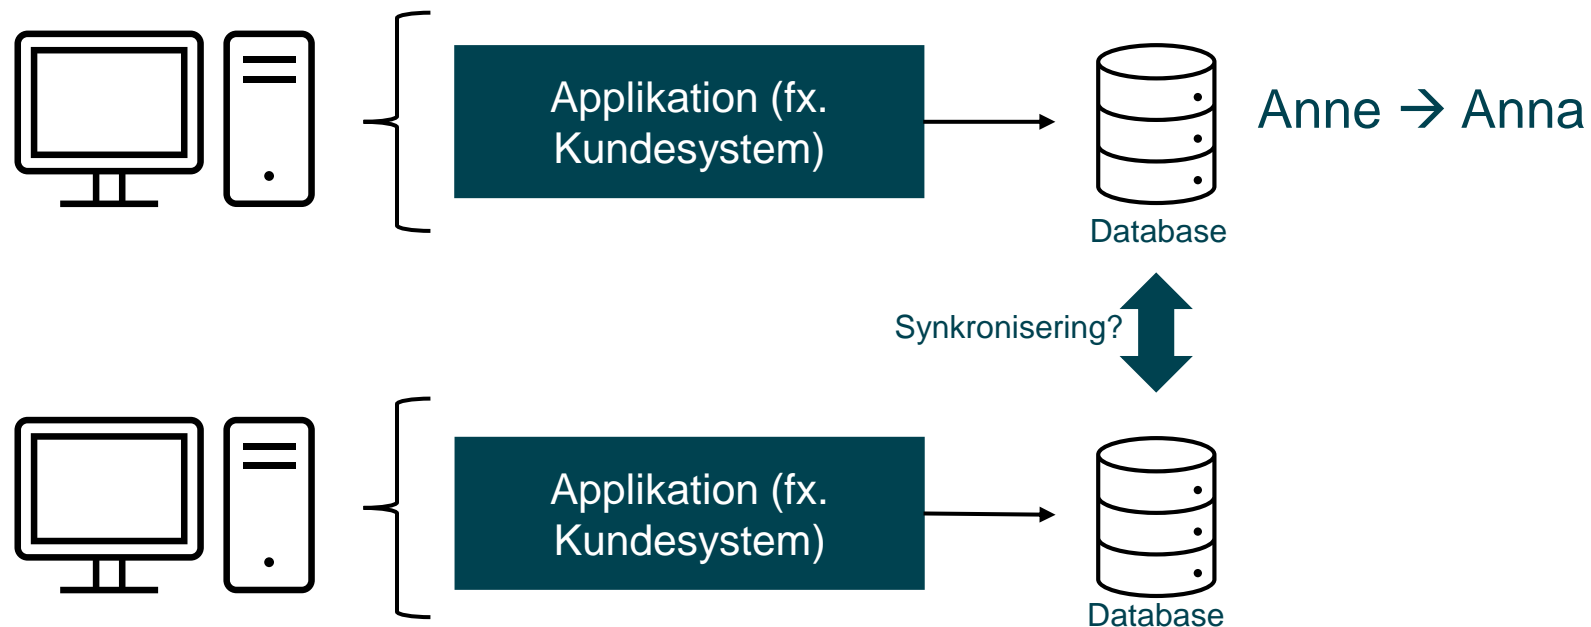 Applikation (fx.
Kundesystem)
Anne → Anna
Database
Synkronisering?
Applikation (fx.
Kundesystem)
Database